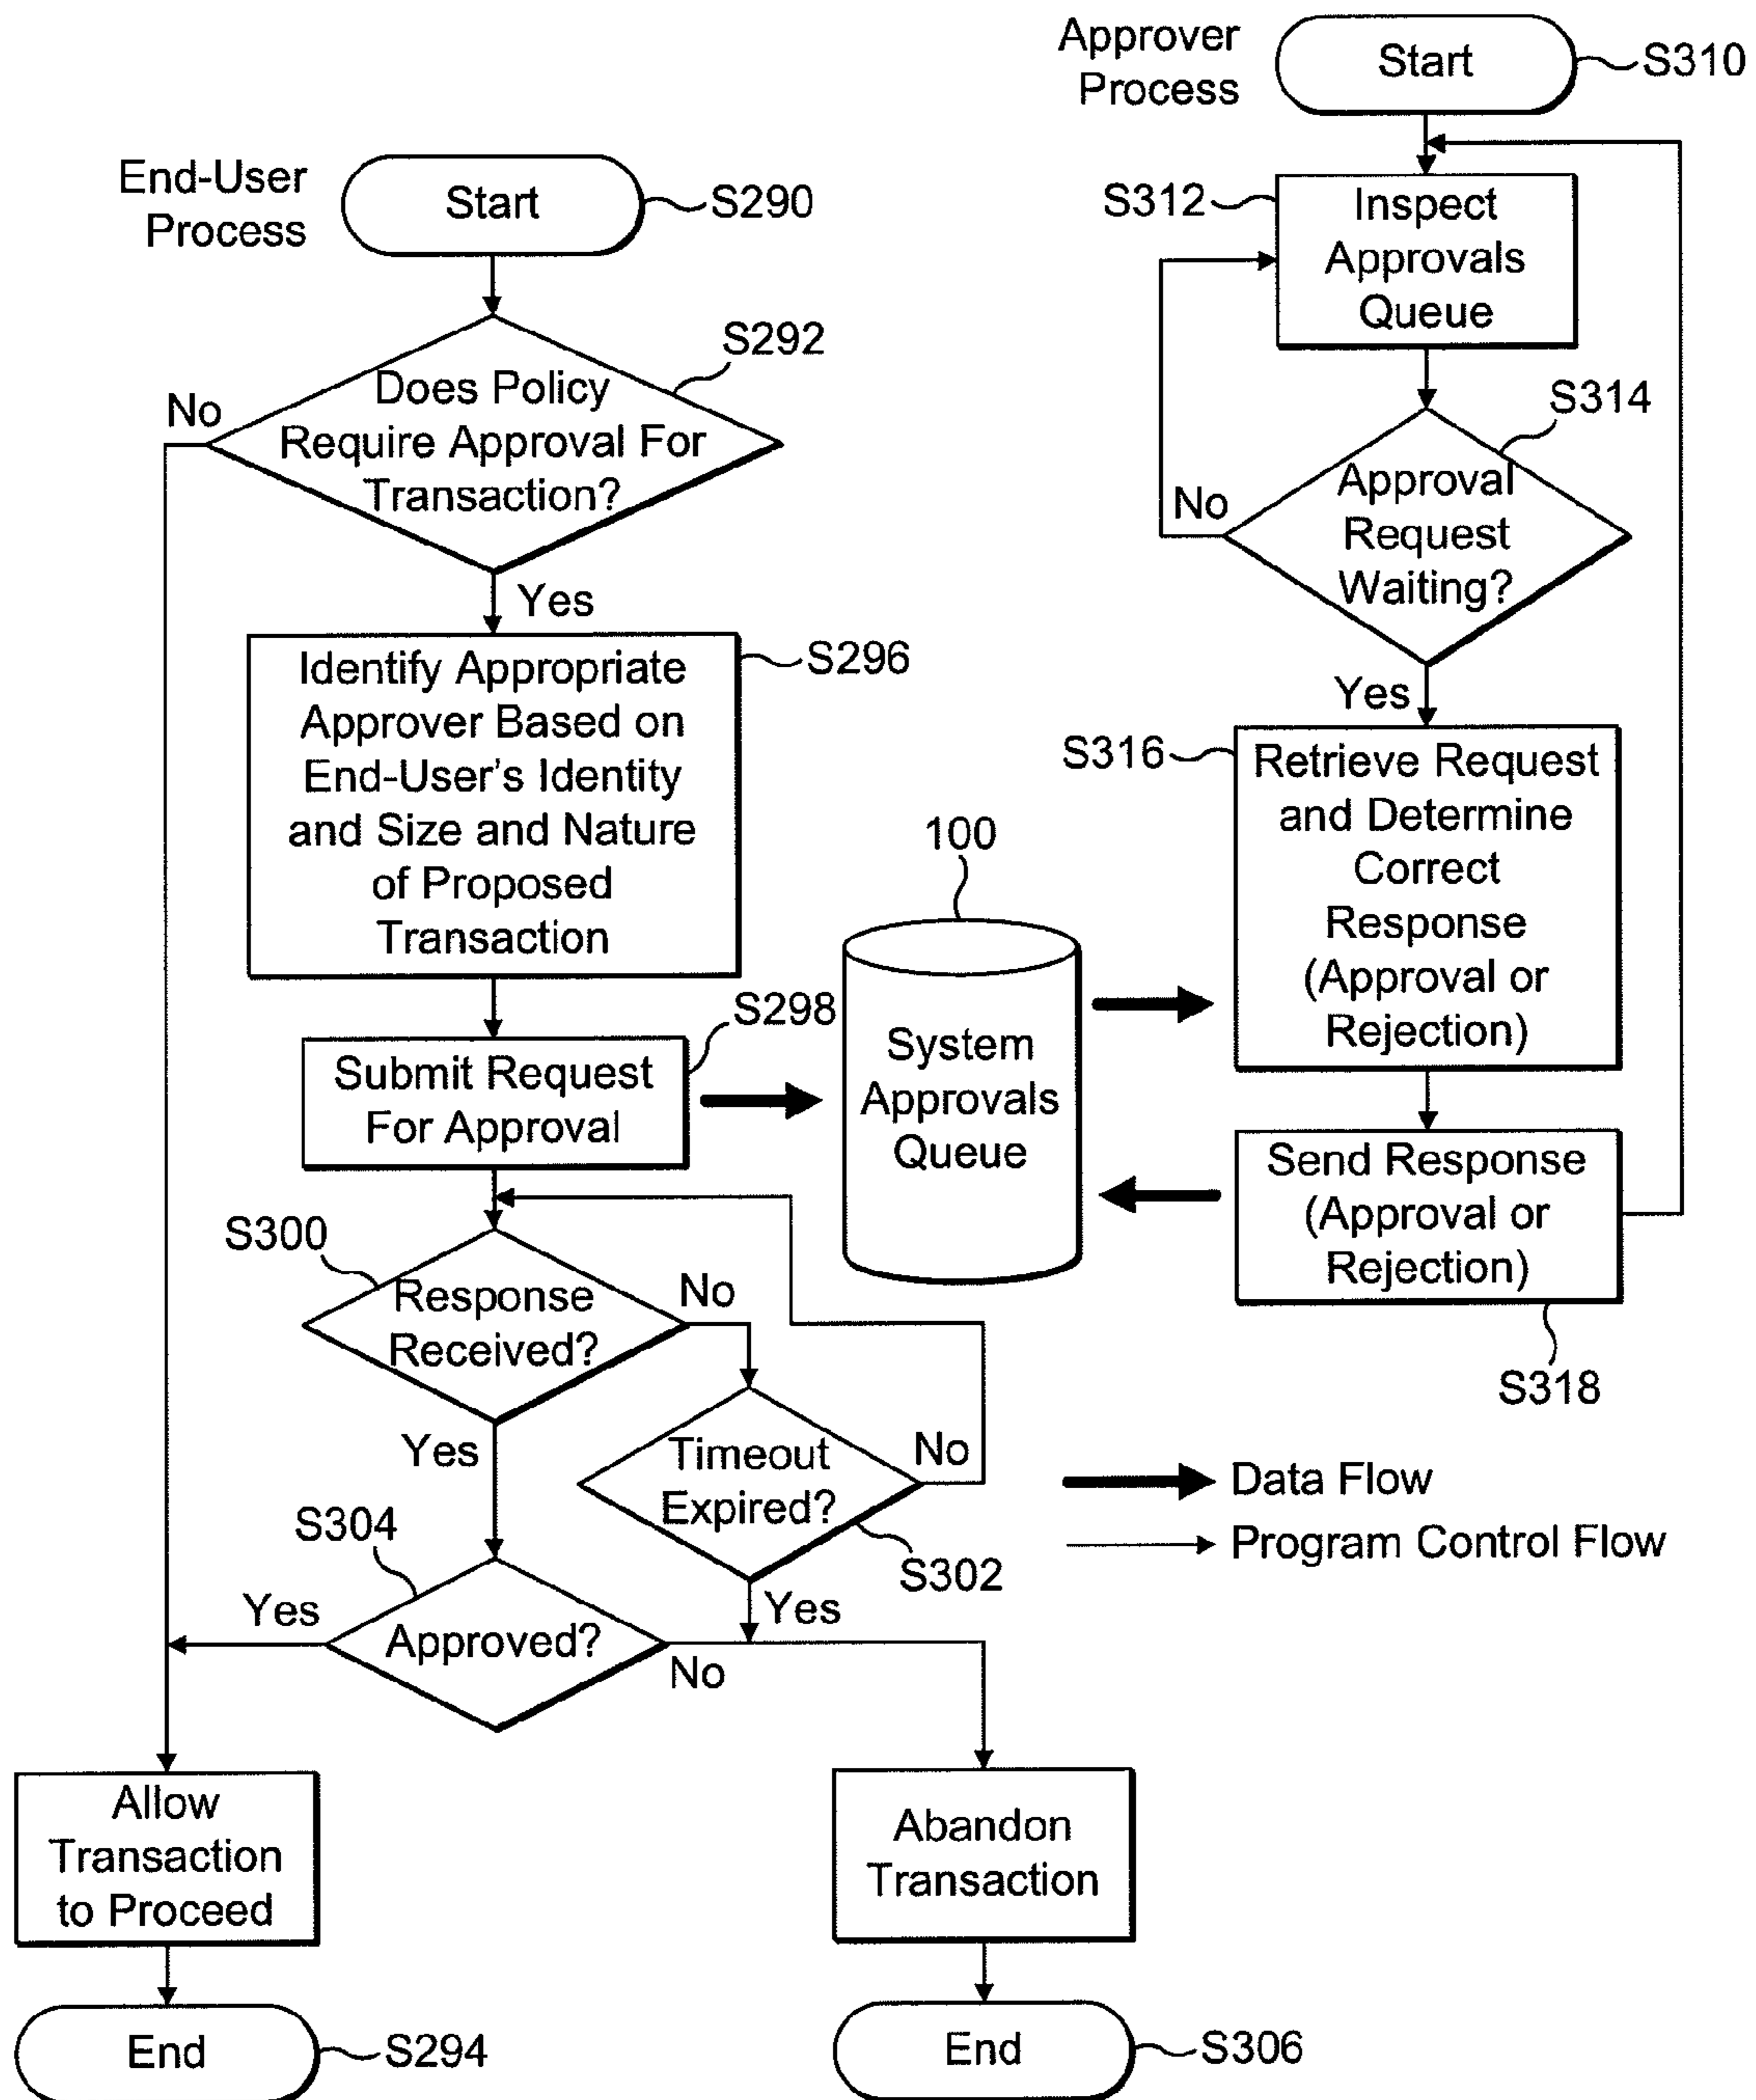 Approver
Process
Start
S310
End-User
Process
Start
S290
S312
Inspect
Approvals
Queue
S292
No
Does Policy
Require Approval For
Transaction?
S314
No
Approval
Request
Waiting?
Yes
Yes
S296
Identify Appropriate
Approver Based on
End-User's Identity
and Size and Nature
of Proposed
Transaction
S316
Retrieve Request
and Determine
Correct
Response
(Approval or
Rejection)
100
System
Approvals
Queue
S298
Submit Request
For Approval
Send Response
(Approval or
Rejection)
S318
S300
Response
Received?
No
Yes
Timeout
Expired?
No
S302
Yes
Data Flow
Program Control Flow
S304
Yes
Approved?
No
Allow
Transaction
to Proceed
Abandon
Transaction
End
S294
End
S306